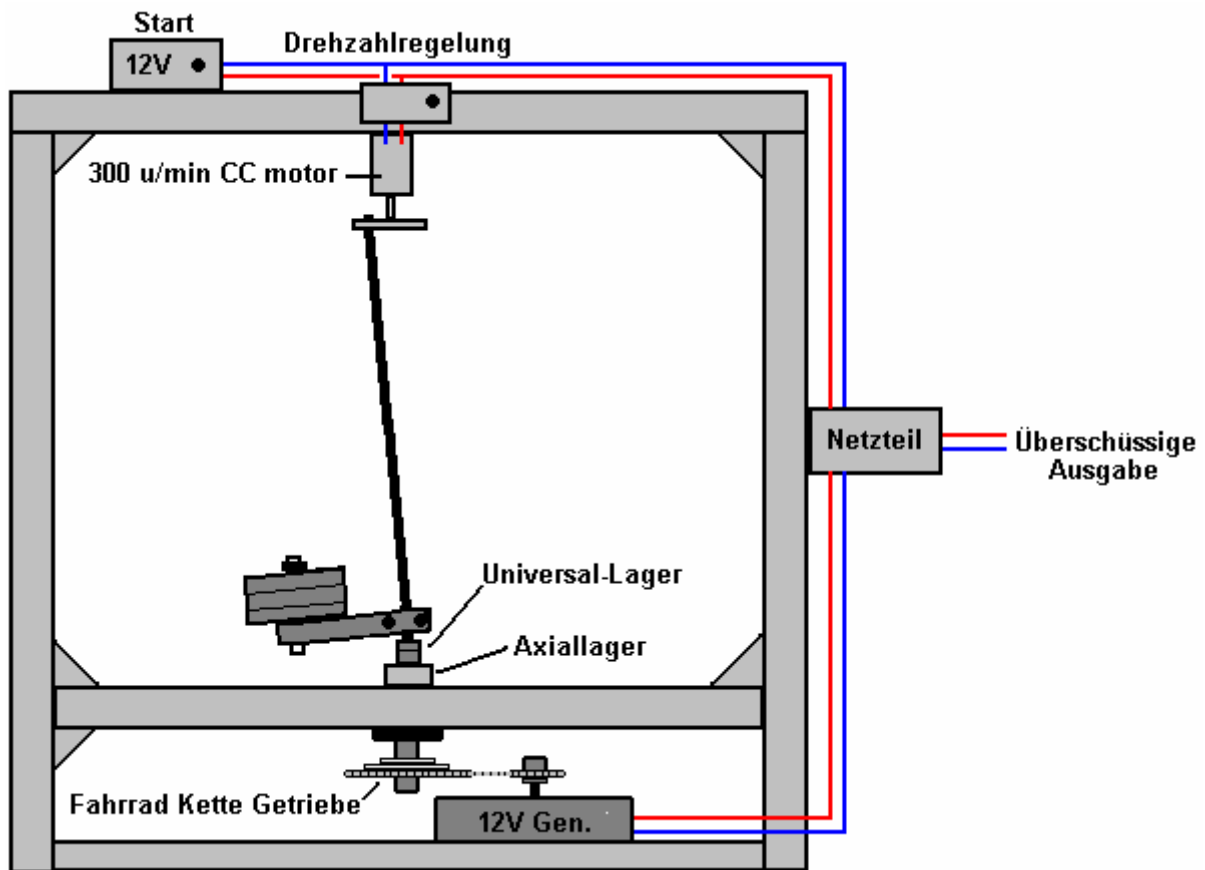 Start
12V
Drehzahlregelung
300 u/min CC motor
Netzteil
Überschüssige
Ausgabe
Universal-Lager
Axiallager
Fahrrad Kette Getriebe
12V Gen.